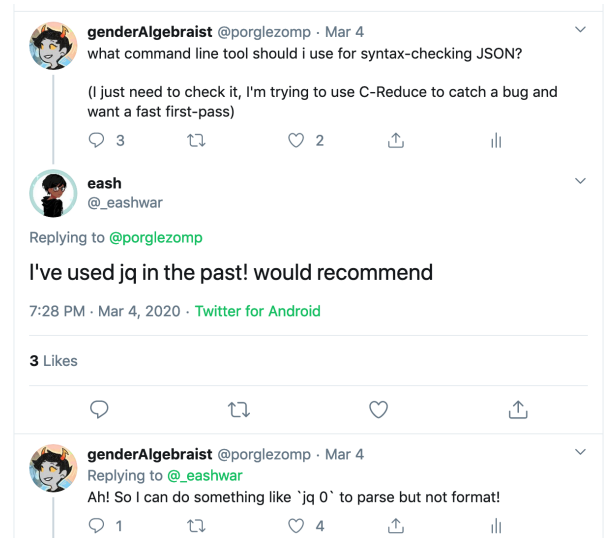 genderAlgebraist @porglezomp · Mar 4
what command line tool should i use for syntax-checking JSON?
(I just need to check it, I'm trying to use C-Reduce to catch a bug and
want a fast first-pass)
3 2
eash
@_eashwar
Replying to @porglezomp
I've used jq in the past! would recommend
7:28 PM · Mar 4, 2020 · Twitter for Android
3 Likes
genderAlgebraist @porglezomp · Mar 4
Replying to @_eashwar
Ah! So I can do something like `jq 0` to parse but not format!
1 4